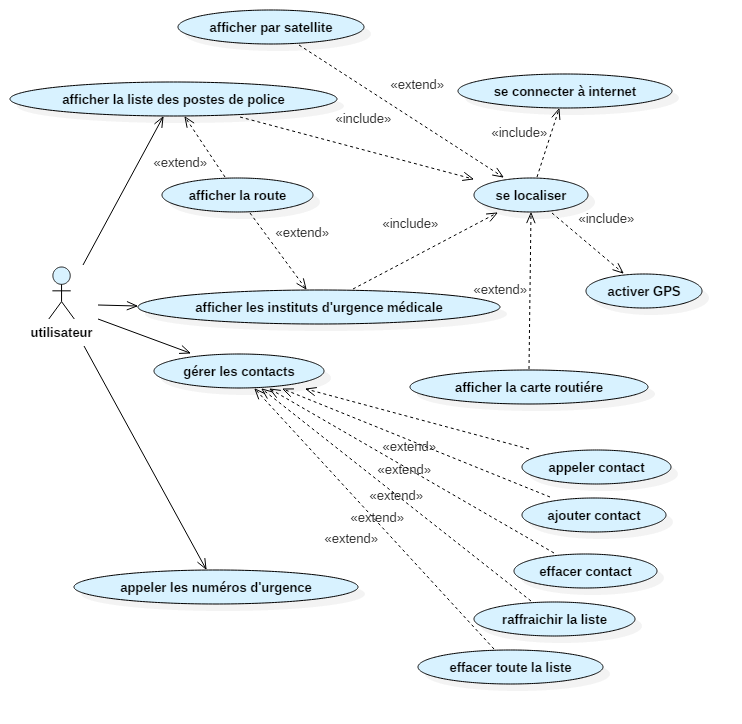 afficher par satellite
«extend»
se connecter à internet
afficher la liste des postes de police
«include»
«include»
«extend»
afficher la route
se localiser
«extend»
«include»
«include»
utilisateur
afficher les instituts d'urgence médicale
«extend»
activer GPS
gérer les contacts
afficher la carte routiére
«extend»
appeler contact
«extend»
«extend»
ajouter contact
«extend»
«extend»
effacer contact
appeler les numéros d'urgence
raffraichir la liste
effacer toute la liste